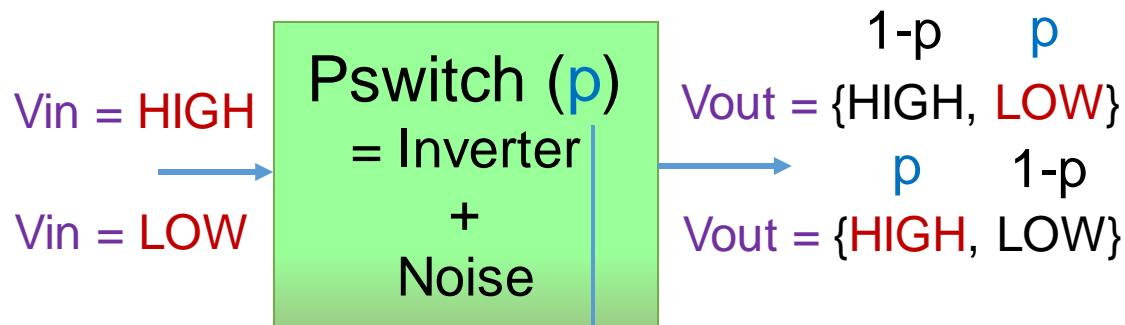 Vin = HIGH
Vin = LOW
Pswitch (p)
= Inverter
+
Noise
1-p p
Vout = {HIGH, LOW}
p 1-p
Vout = {HIGH, LOW}